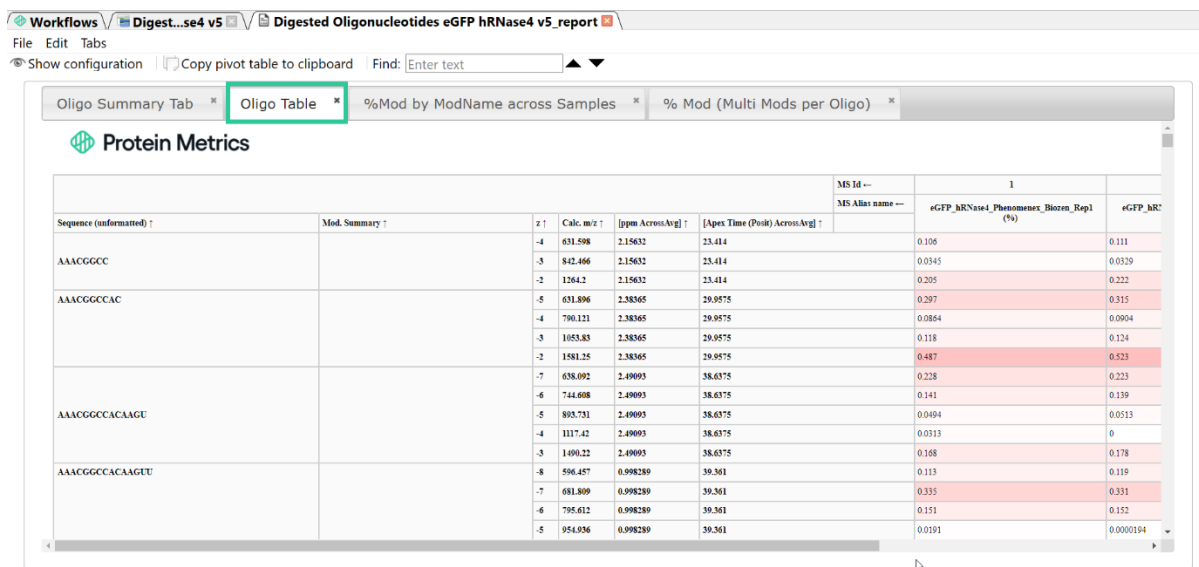 Workflows Digest...se4 v5 Digested Oligonucleotides eGFP hRNase4 v5_report
File Edit Tabs
Show configuration Copy pivot table to clipboard Find: Enter text
Oligo Summary Tab Oligo Table %Mod by ModName across Samples % Mod (Multi Mods per Oligo)
Protein Metrics
MS Id ← 1
MS Alias name ← eGFP_hRNase4_Phenomenex_Biozen_Rep1 (%) eGFP_hRN
Sequence (unformatted) ↑ Mod. Summary ↑ z ↑ Calc. m/z ↑ [ppm AcrossAvg] ↑ [Apex Time (Posit) AcrossAvg] ↑
-4 631.598 2.15632 23.414 0.106 0.111
AAACGGCC -3 842.466 2.15632 23.414 0.0345 0.0329
-2 1264.2 2.15632 23.414 0.205 0.222
AAACGGCCAC -5 631.896 2.38365 29.9575 0.297 0.315
-4 790.121 2.38365 29.9575 0.0864 0.0904
-3 1053.83 2.38365 29.9575 0.118 0.124
-2 1581.25 2.38365 29.9575 0.487 0.523
-7 638.092 2.49093 38.6375 0.228 0.223
-6 744.608 2.49093 38.6375 0.141 0.139
AAACGGCCACAAGU -5 893.731 2.49093 38.6375 0.0494 0.0513
-4 1117.42 2.49093 38.6375 0.0313 0
-3 1490.22 2.49093 38.6375 0.168 0.178
AAACGGCCACAAGUU -8 596.457 0.998289 39.361 0.113 0.119
-7 681.809 0.998289 39.361 0.335 0.331
-6 795.612 0.998289 39.361 0.151 0.152
-5 954.936 0.998289 39.361 0.0191 0.0000194